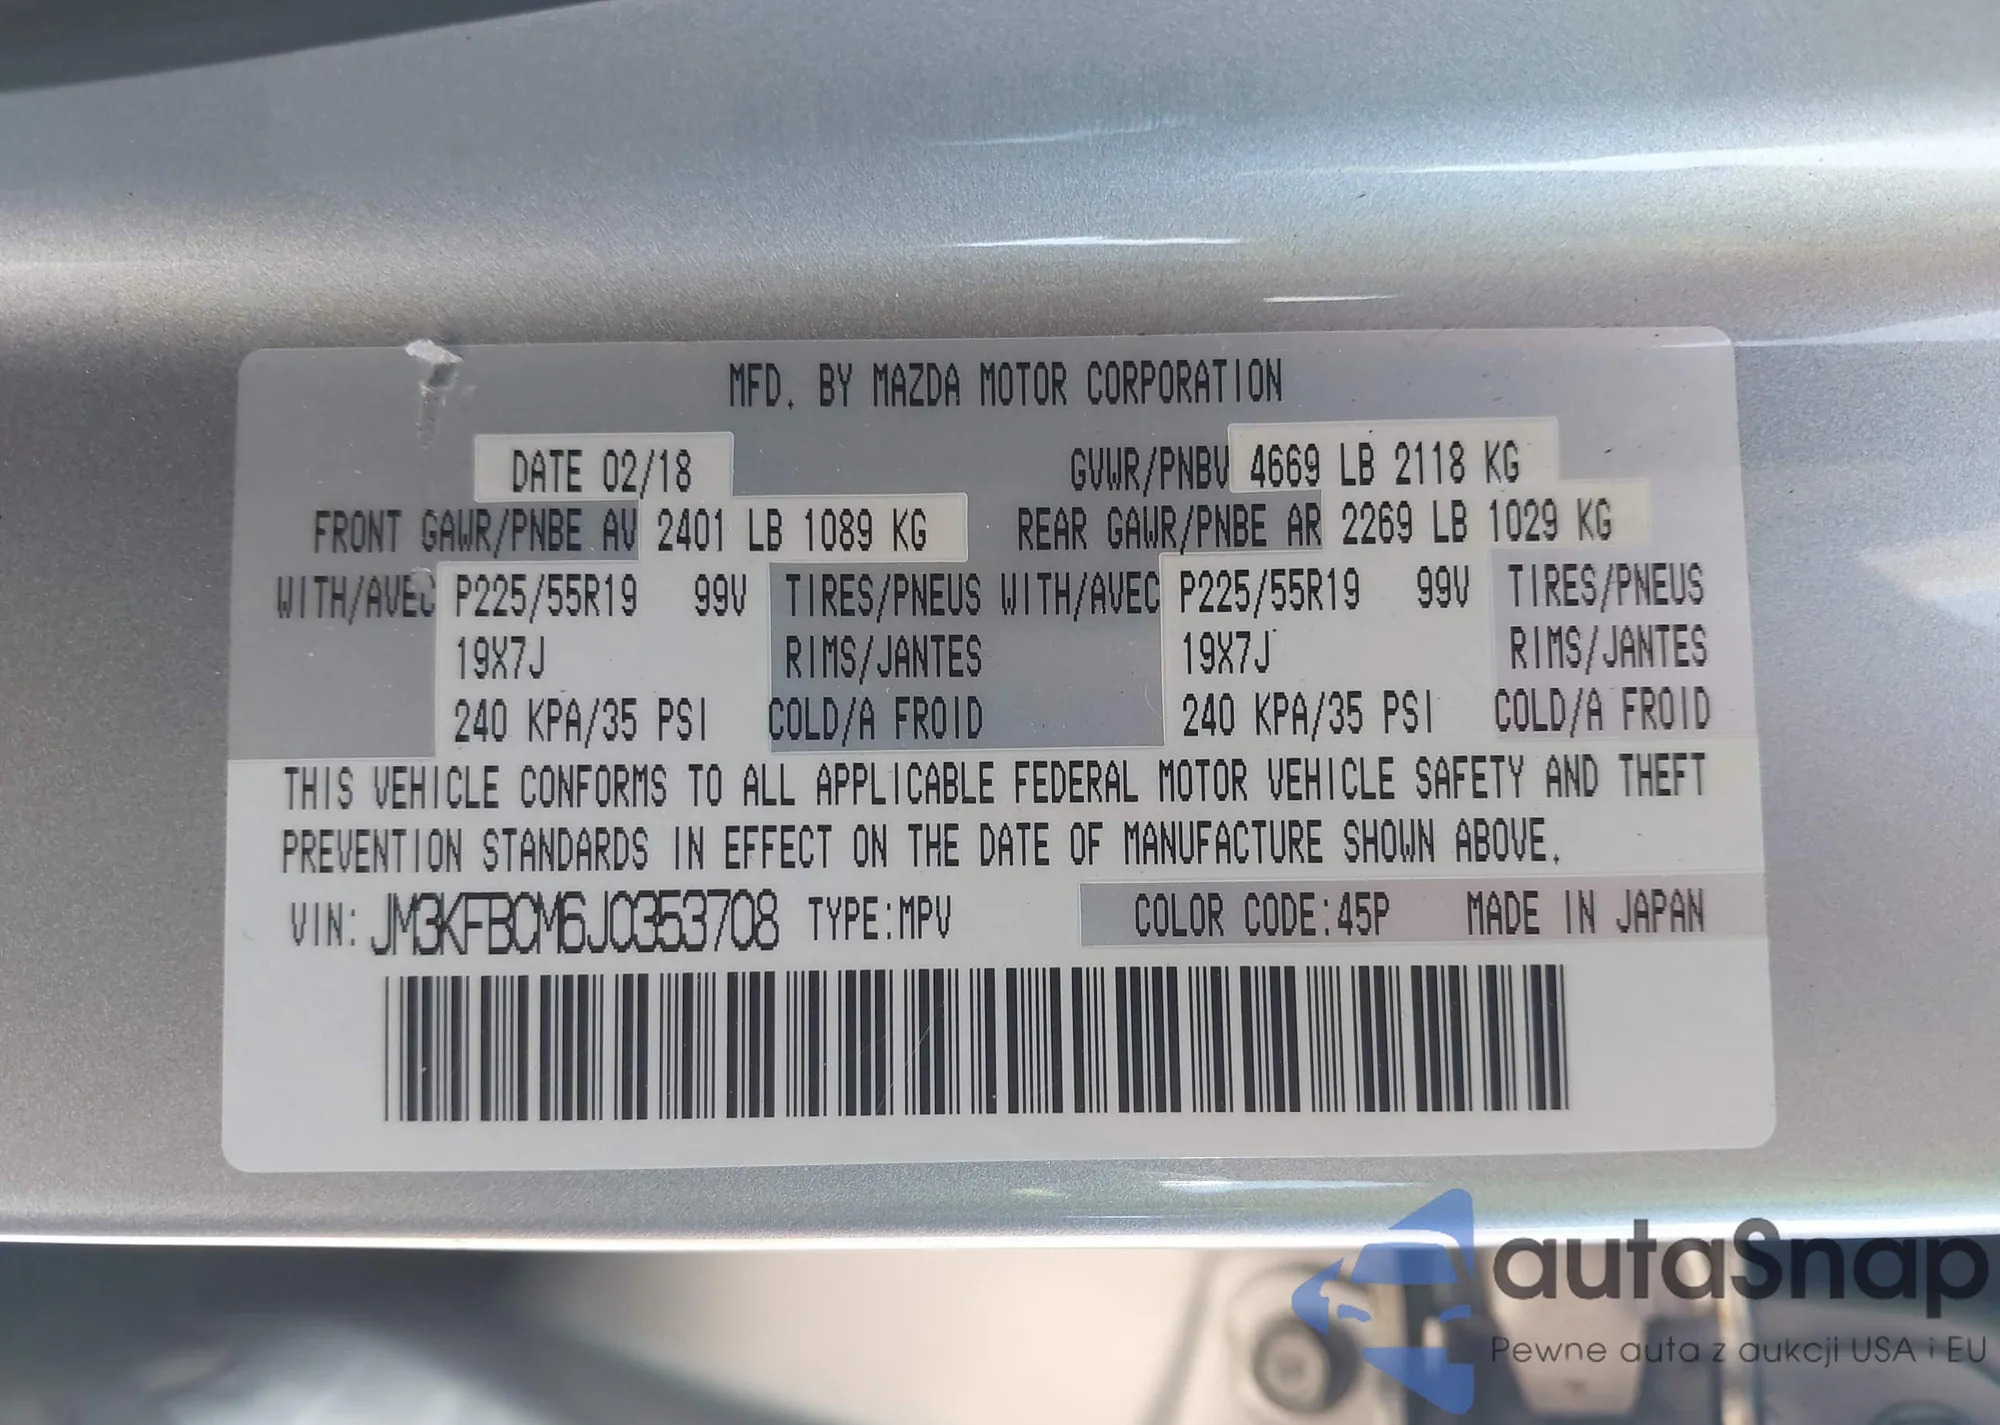 MFD. BY MAZDA MOTOR CORPORATION
DATE 02/18 GVWR/PNBV 4669 LB 2118 KG
FRONT GAWR/PNBE AV 2401 LB 1089 KG REAR GAWR/PNBE AR 2269 LB 1029 KG
WITH/AVEC P225/55R19 99V TIRES/PNEUS WITH/AVEC P225/55R19 99V TIRES/PNEUS
19X7J RIMS/JANTES 19X7J RIMS/JANTES
240 KPA/35 PSI COLD/A FROID 240 KPA/35 PSI COLD/A FROID
THIS VEHICLE CONFORMS TO ALL APPLICABLE FEDERAL MOTOR VEHICLE SAFETY AND THEFT
PREVENTION STANDARDS IN EFFECT ON THE DATE OF MANUFACTURE SHOWN ABOVE.
VIN: JM3KFBCM6J0353708 TYPE:MPV COLOR CODE:45P MADE IN JAPAN
autaSnap
Pewne auta z aukcji USA i EU